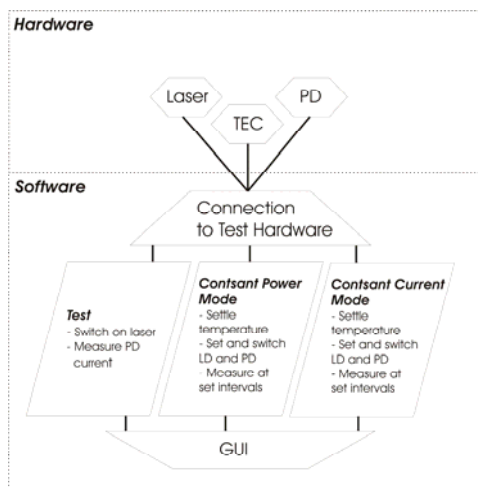 Hardware
Laser
PD
TEC
Software
Connection
to Test Hardware
Test
- Switch on laser
- Measure PD
current
Contsant Power
Mode
- Settle
temperature
- Set and switch
LD and PD
- Measure at
set intervals
Contsant Current
Mode
- Settle
temperature
- Set and switch
LD and PD
- Measure at
set intervals
GUI